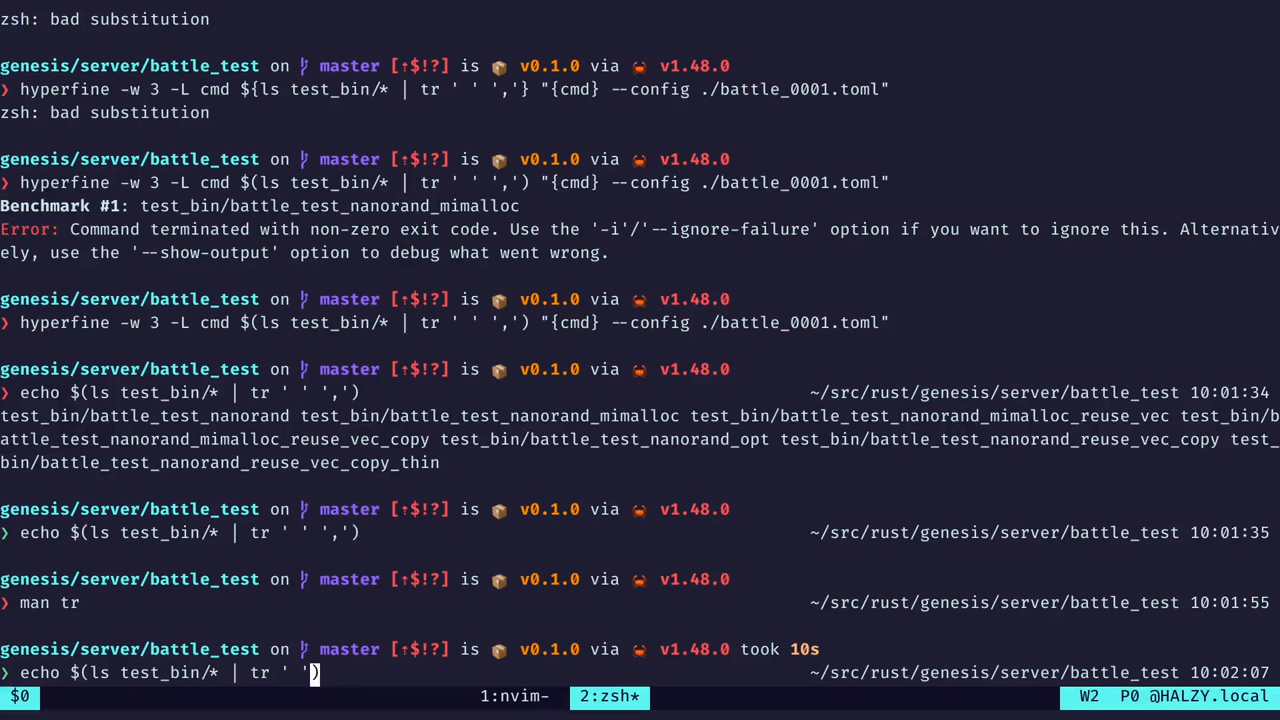 zsh: bad substitution
genesis/server/battle_test on master [⇡$!?] is 📦 v0.1.0 via 🦀 v1.48.0
❯ hyperfine -w 3 -L cmd ${ls test_bin/* | tr ' ' ','} "{cmd} --config ./battle_0001.toml"
zsh: bad substitution
genesis/server/battle_test on master [⇡$!?] is 📦 v0.1.0 via 🦀 v1.48.0
❯ hyperfine -w 3 -L cmd $(ls test_bin/* | tr ' ' ',') "{cmd} --config ./battle_0001.toml"
Benchmark #1: test_bin/battle_test_nanorand_mimalloc
Error: Command terminated with non-zero exit code. Use the '-i'/'--ignore-failure' option if you want to ignore this. Alternativ
ely, use the '--show-output' option to debug what went wrong.
genesis/server/battle_test on master [⇡$!?] is 📦 v0.1.0 via 🦀 v1.48.0
❯ hyperfine -w 3 -L cmd $(ls test_bin/* | tr ' ' ',') "{cmd} --config ./battle_0001.toml"
genesis/server/battle_test on master [⇡$!?] is 📦 v0.1.0 via 🦀 v1.48.0
❯ echo $(ls test_bin/* | tr ' ' ',') ~/src/rust/genesis/server/battle_test 10:01:34
test_bin/battle_test_nanorand test_bin/battle_test_nanorand_mimalloc test_bin/battle_test_nanorand_mimalloc_reuse_vec test_bin/b
attle_test_nanorand_mimalloc_reuse_vec_copy test_bin/battle_test_nanorand_opt test_bin/battle_test_nanorand_reuse_vec_copy test_
bin/battle_test_nanorand_reuse_vec_copy_thin
genesis/server/battle_test on master [⇡$!?] is 📦 v0.1.0 via 🦀 v1.48.0
❯ echo $(ls test_bin/* | tr ' ' ',') ~/src/rust/genesis/server/battle_test 10:01:35
genesis/server/battle_test on master [⇡$!?] is 📦 v0.1.0 via 🦀 v1.48.0
❯ man tr ~/src/rust/genesis/server/battle_test 10:01:55
genesis/server/battle_test on master [⇡$!?] is 📦 v0.1.0 via 🦀 v1.48.0 took 10s
❯ echo $(ls test_bin/* | tr ' ') ~/src/rust/genesis/server/battle_test 10:02:07
$0 1:nvim- 2:zsh* W2 P0 @HALZY.local